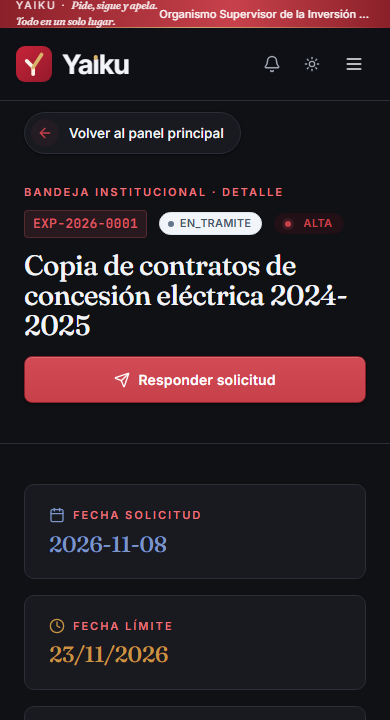 YAIKU · Pide, sigue y apela.
Todo en un solo lugar.
Organismo Supervisor de la Inversión ...
Yaiku
Volver al panel principal
BANDEJA INSTITUCIONAL · DETALLE
EXP-2026-0001
EN_TRAMITE
ALTA
Copia de contratos de
concesión eléctrica 2024-
2025
Responder solicitud
FECHA SOLICITUD
2026-11-08
FECHA LÍMITE
23/11/2026